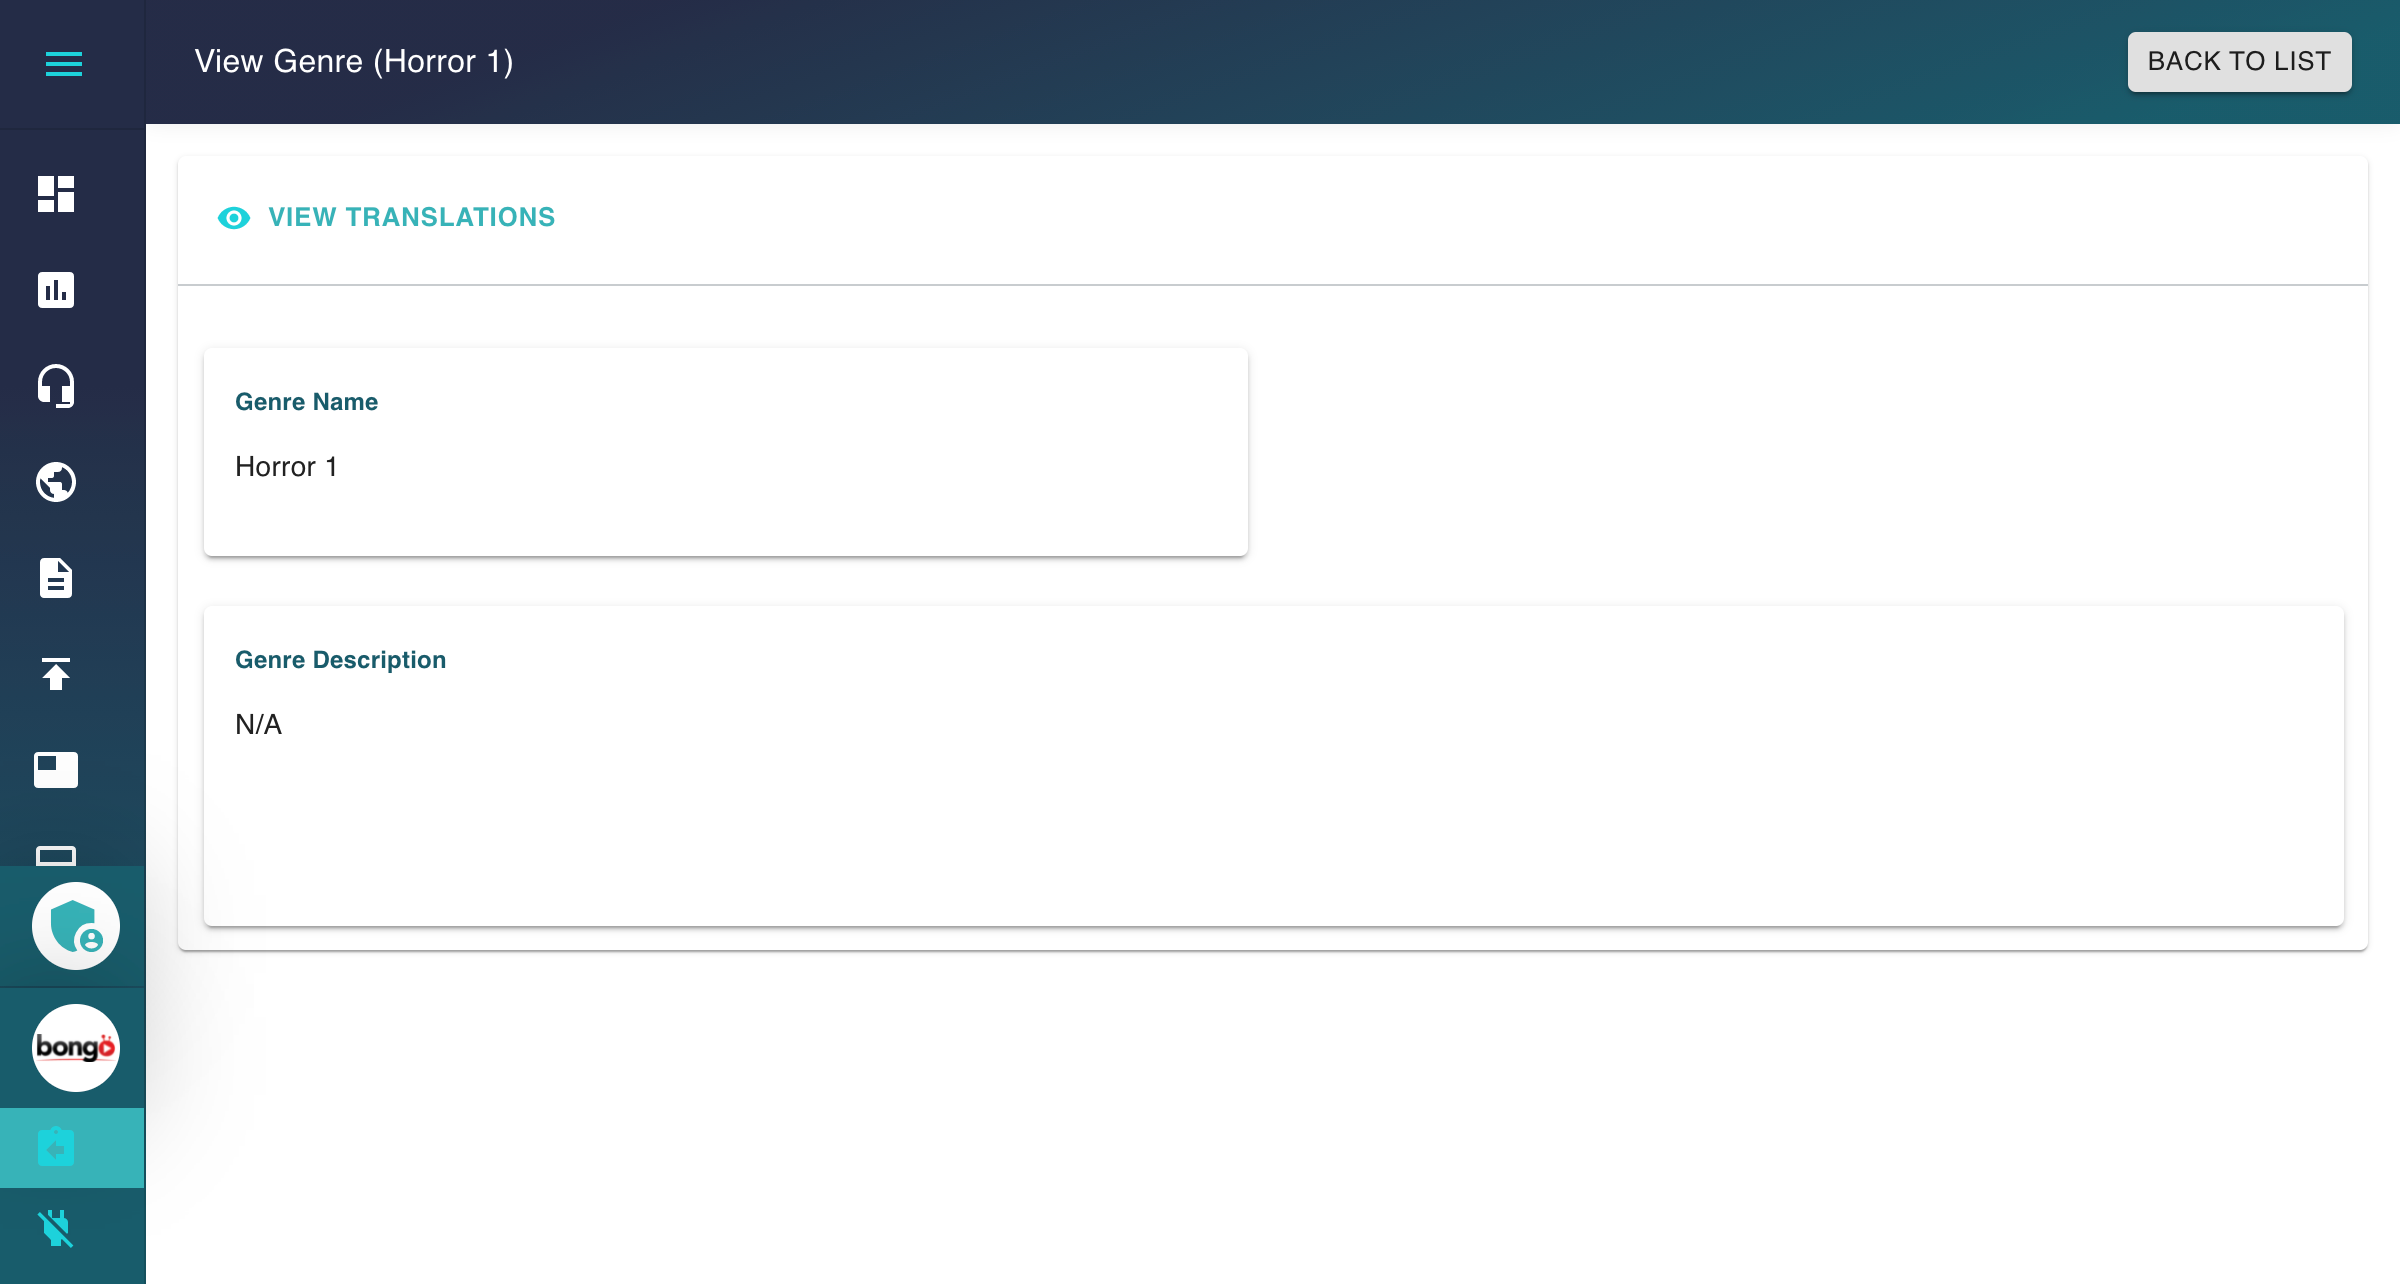 View Genre (Horror 1)
BACK TO LIST
VIEW TRANSLATIONS
Genre Name
Horror 1
Genre Description
N/A
bongo